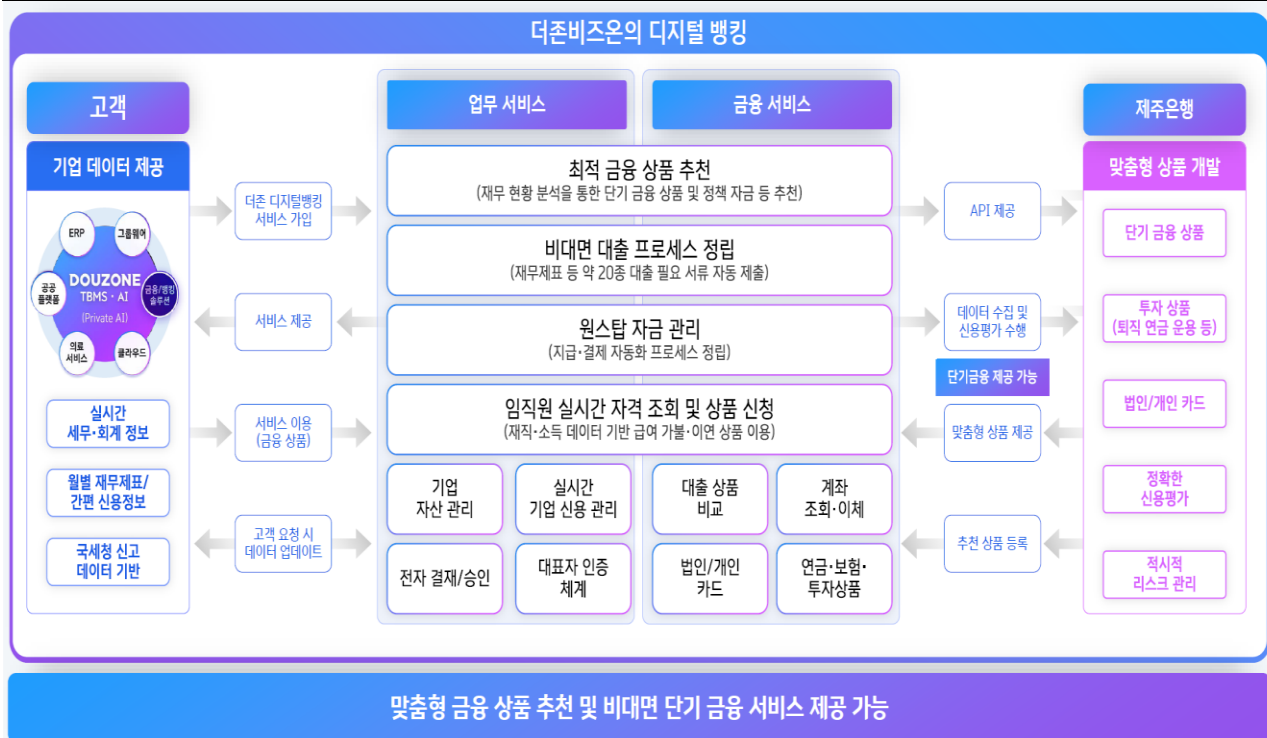 더존비즈온의 디지털 뱅킹
고객
기업 데이터 제공
ERP
그룹웨어
공공
플랫폼
DOUZONE
TBMS · AI
(Private AI)
금융/뱅킹
솔루션
의료
서비스
클라우드
실시간
세무·회계 정보
월별 재무제표/
간편 신용정보
국세청 신고
데이터 기반
더존 디지털뱅킹
서비스 가입
서비스 제공
서비스 이용
(금융 상품)
고객 요청 시
데이터 업데이트
업무 서비스
금융 서비스
최적 금융 상품 추천
(재무 현황 분석을 통한 단기 금융 상품 및 정책 자금 등 추천)
비대면 대출 프로세스 정립
(재무제표 등 약 20종 대출 필요 서류 자동 제출)
원스탑 자금 관리
(지급·결제 자동화 프로세스 정립)
임직원 실시간 자격 조회 및 상품 신청
(재직·소득 데이터 기반 급여 가불·이연 상품 이용)
기업
자산 관리
실시간
기업 신용 관리
대출 상품
비교
계좌
조회·이체
전자 결재/승인
대표자 인증
체계
법인/개인
카드
연금·보험·
투자상품
API 제공
데이터 수집 및
신용평가 수행
단기금융 제공 가능
맞춤형 상품 제공
추천 상품 등록
제주은행
맞춤형 상품 개발
단기 금융 상품
투자 상품
(퇴직 연금 운용 등)
법인/개인 카드
정확한
신용평가
적시적
리스크 관리
맞춤형 금융 상품 추천 및 비대면 단기 금융 서비스 제공 가능